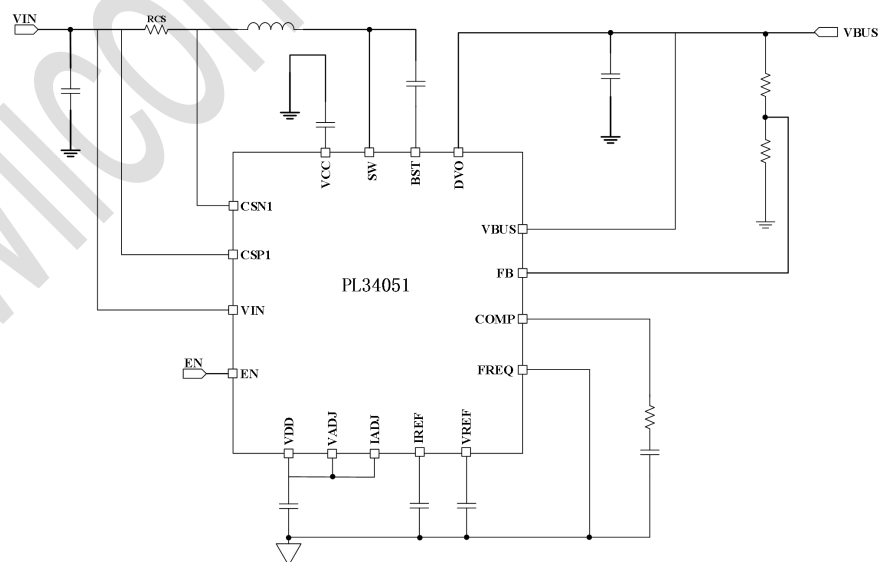 VIN
RCS
VBUS
VCC
SW
BST
DVO
CSN1
VBUS
CSP1
FB
PL34051
VIN
COMP
EN
EN
FREQ
VDD
VADJ
IADJ
IREF
VREF